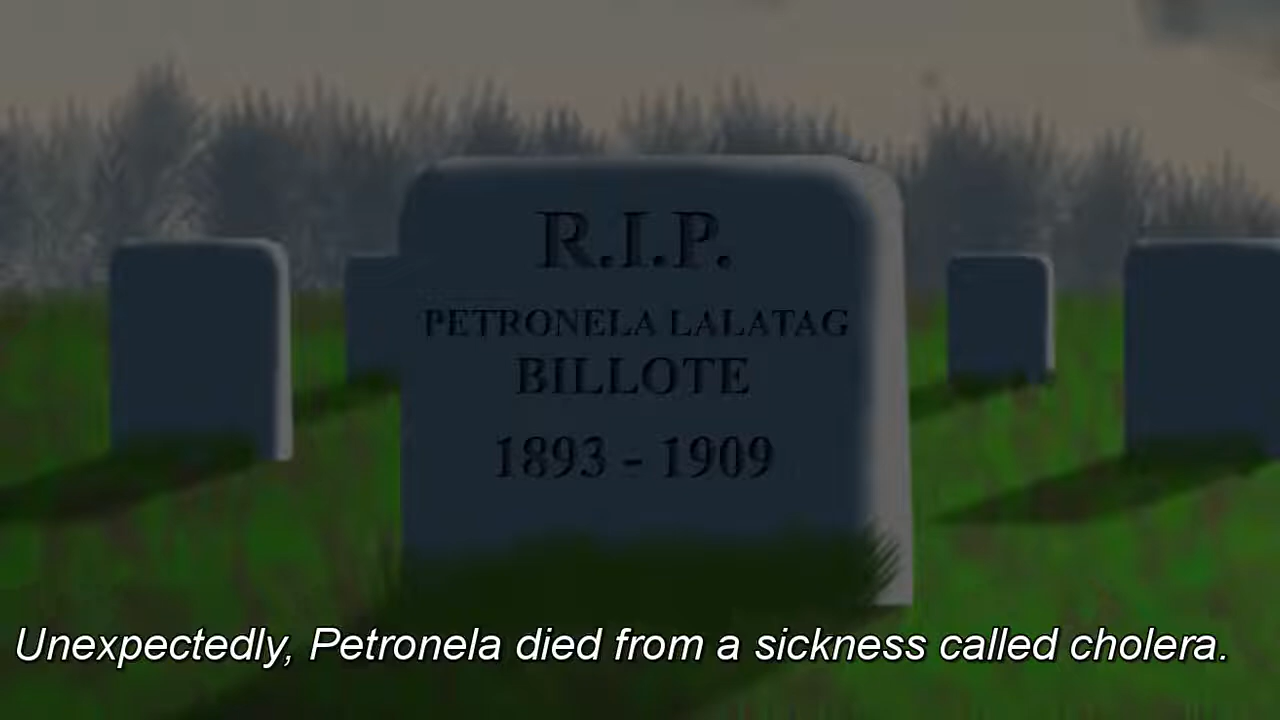 R.I.P.
PETRONELA LALATAG
BILLOTE
1893 - 1909
Unexpectedly, Petronela died from a sickness called cholera.